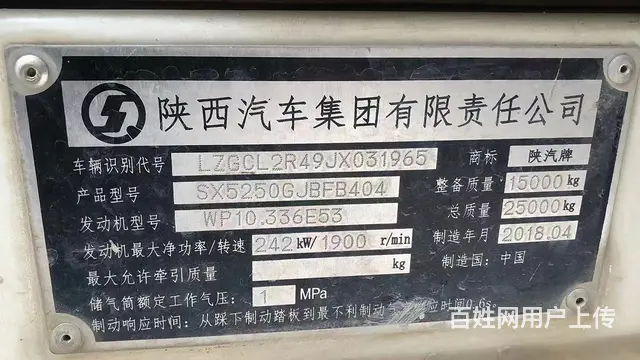 陕西汽车集团有限责任公司
车辆识别代号 LZGCL2R49JX031965 商标 陕汽牌
产品型号 SX5250GJBFB404 整备质量 15000 kg
发动机型号 WP10.336E53 总质量 25000 kg
发动机最大净功率/转速 242 kW/ 1900 r/min 制造年月 2018.04
最大允许牵引质量 kg 制造国: 中国
储气筒额定工作气压: 1 MPa
制动响应时间: 从踩下制动踏板到最不利制动 应时间0.6s.
百姓网用户上传